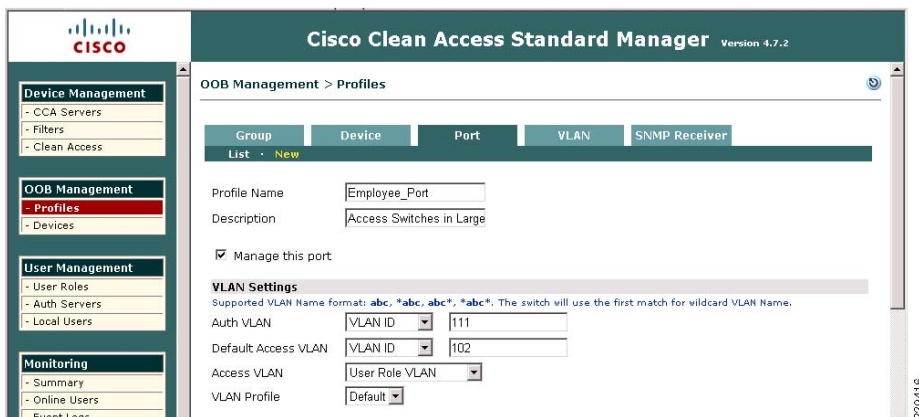 CISCO
Cisco Clean Access Standard Manager Version 4.7.2
Device Management
- CCA Servers
- Filters
- Clean Access
OOB Management
- Profiles
- Devices
User Management
- User Roles
- Auth Servers
- Local Users
Monitoring
- Summary
- Online Users
- Event Logs
OOB Management > Profiles
Group Device Port VLAN SNMP Receiver
List · New
Profile Name Employee_Port
Description Access Switches in Large
Manage this port
VLAN Settings
Supported VLAN Name format: abc, *abc, abc*, *abc*. The switch will use the first match for wildcard VLAN Name.
Auth VLAN VLAN ID 111
Default Access VLAN VLAN ID 102
Access VLAN User Role VLAN
VLAN Profile Default